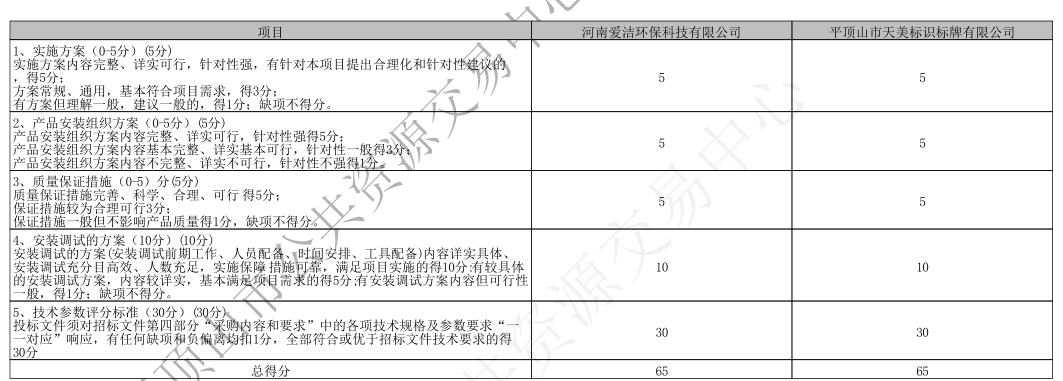 项目 河南爱洁环保科技有限公司 平顶山市天美标识标牌有限公司
1、实施方案（0-5分）(5分)
实施方案内容完整、详实可行，针对性强，有针对本项目提出合理化和针对性建议的
，得5分；
方案常规、通用，基本符合项目需求，得3分；
有方案但理解一般，建议一般的，得1分；缺项不得分。
5 5
2、产品安装组织方案（0-5分）(5分)
产品安装组织方案内容完整、详实可行，针对性强得5分；
产品安装组织方案内容基本完整、详实基本可行，针对性一般得3分；
产品安装组织方案内容不完整、详实不可行，针对性不强得1分。
5 5
3、质量保证措施（0-5）分(5分)
质量保证措施完善、科学、合理、可行得5分；
保证措施较为合理可行3分；
保证措施一般但不影响产品质量得1分，缺项不得分。
5 5
4、安装调试的方案（10分）(10分)
安装调试的方案(安装调试前期工作、人员配备、时间安排、工具配备)内容详实具体、
安装调试充分目高效、人数充足，实施保障措施可靠，满足项目实施的得10分;有较具体
的安装调试方案，内容较详实，基本满足项目需求的得5分;有安装调试方案内容但可行性
一般，得1分；缺项不得分。
10 10
5、技术参数评分标准（30分）(30分)
投标文件须对招标文件第四部分“采购内容和要求”中的各项技术规格及参数要求“一
一对应”响应，有任何缺项和负偏离均扣1分，全部符合或优于招标文件技术要求的得
30分
30 30
总得分 65 65
顶山市公共资源交易中心
共资源交易中心